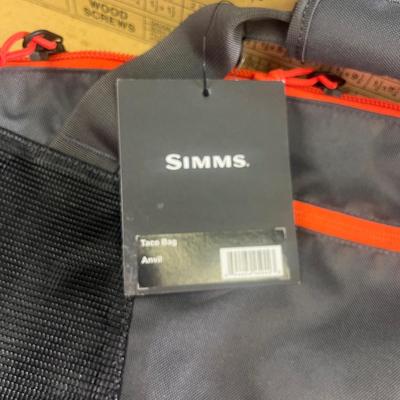 WOOD
SCREWS
SIMMS.
Taco Bag
Anvil